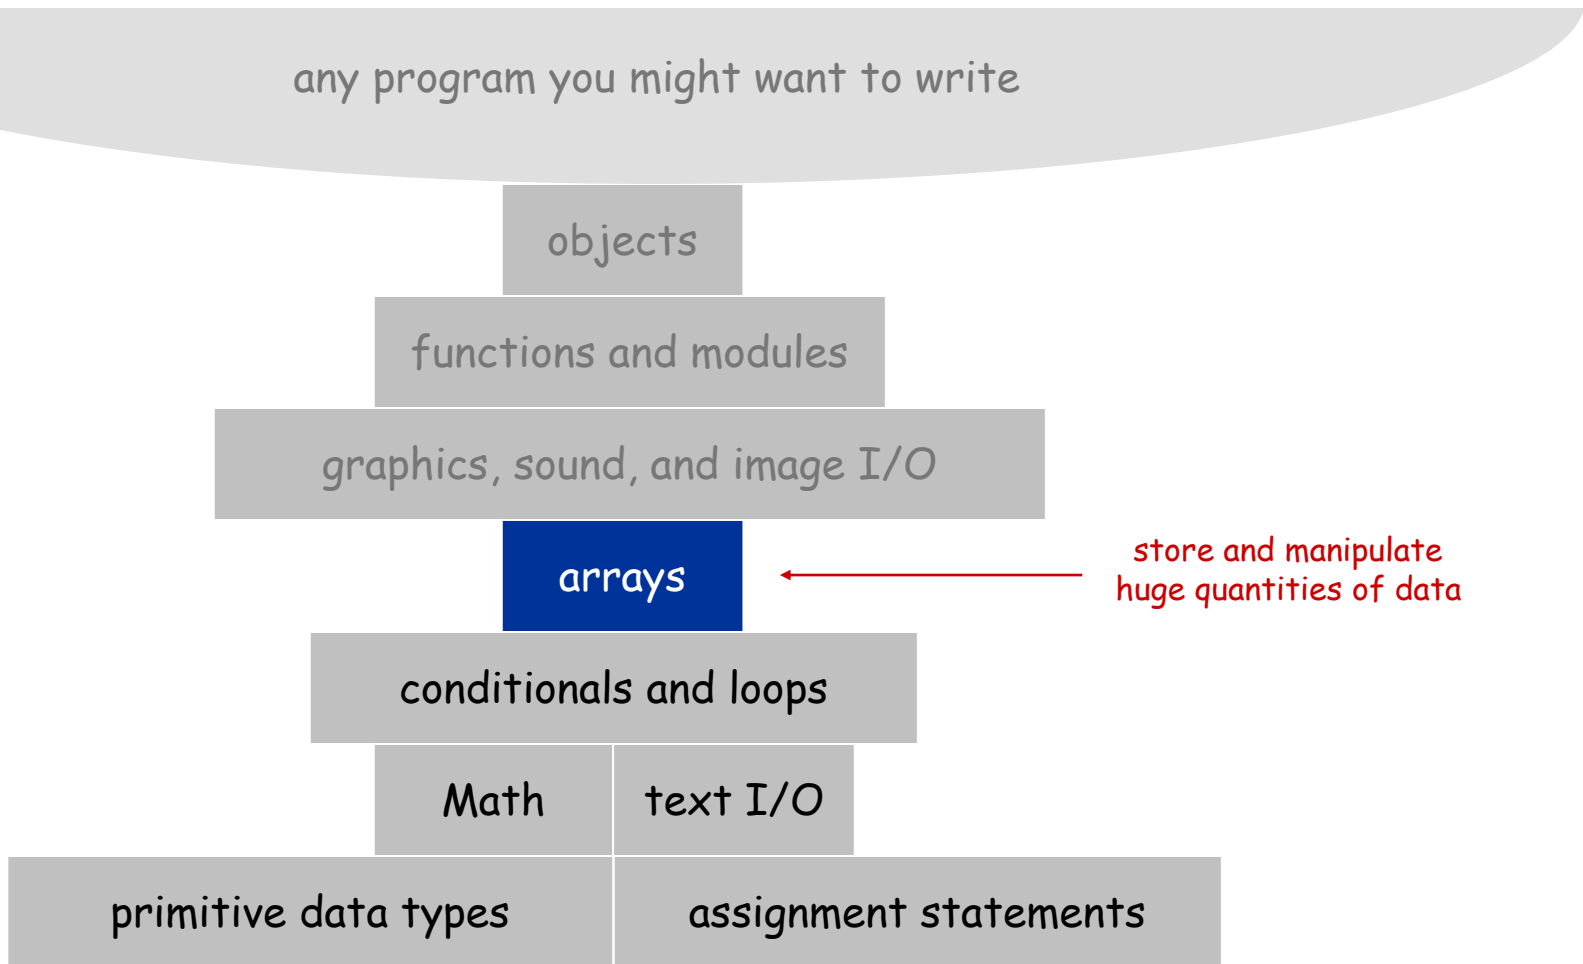 any program you might want to write
objects
functions and modules
graphics, sound, and image I/O
arrays
store and manipulate
huge quantities of data
conditionals and loops
Math
text I/O
primitive data types
assignment statements